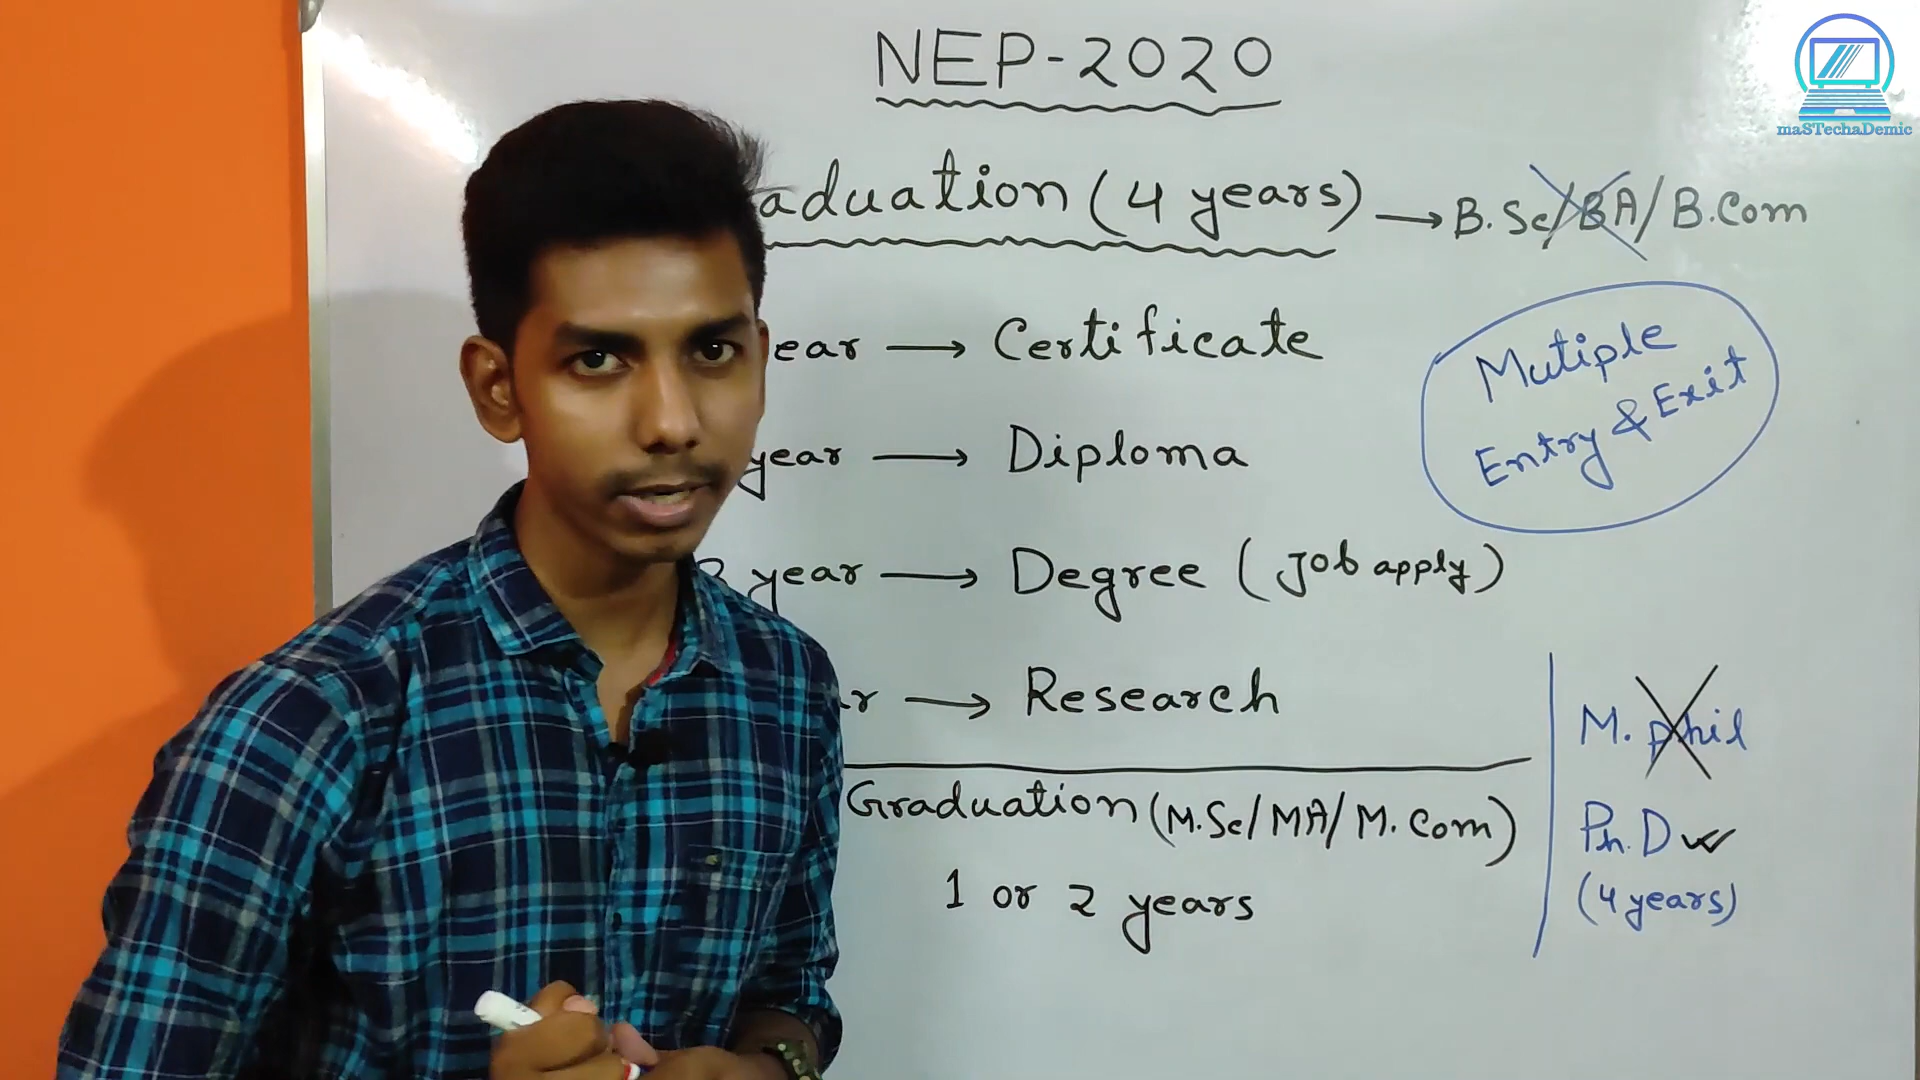 NEP-2020
maSTechaDemic
aduation (4 years) → B.Sc/BA/B.Com
ear → Certificate
Mutiple
Entry & Exit
year → Diploma
3 year → Degree (Job apply)
r → Research
M. Phil
Graduation (M.Sc/MA/M.Com)
Ph.D
1 or 2 years
(4 years)